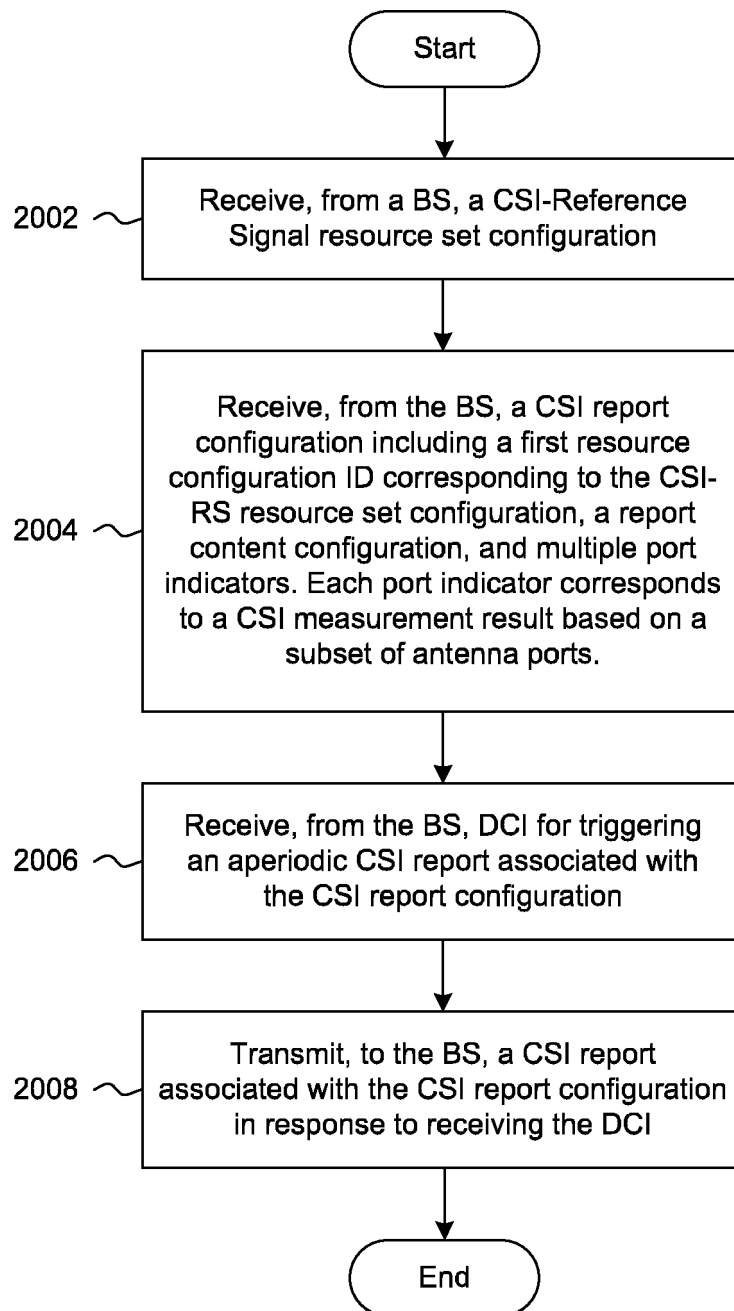 Start
2002
Receive, from a BS, a CSI-Reference
Signal resource set configuration
2004
Receive, from the BS, a CSI report
configuration including a first resource
configuration ID corresponding to the CSI-
RS resource set configuration, a report
content configuration, and multiple port
indicators. Each port indicator corresponds
to a CSI measurement result based on a
subset of antenna ports.
2006
Receive, from the BS, DCI for triggering
an aperiodic CSI report associated with
the CSI report configuration
2008
Transmit, to the BS, a CSI report
associated with the CSI report configuration
in response to receiving the DCI
End